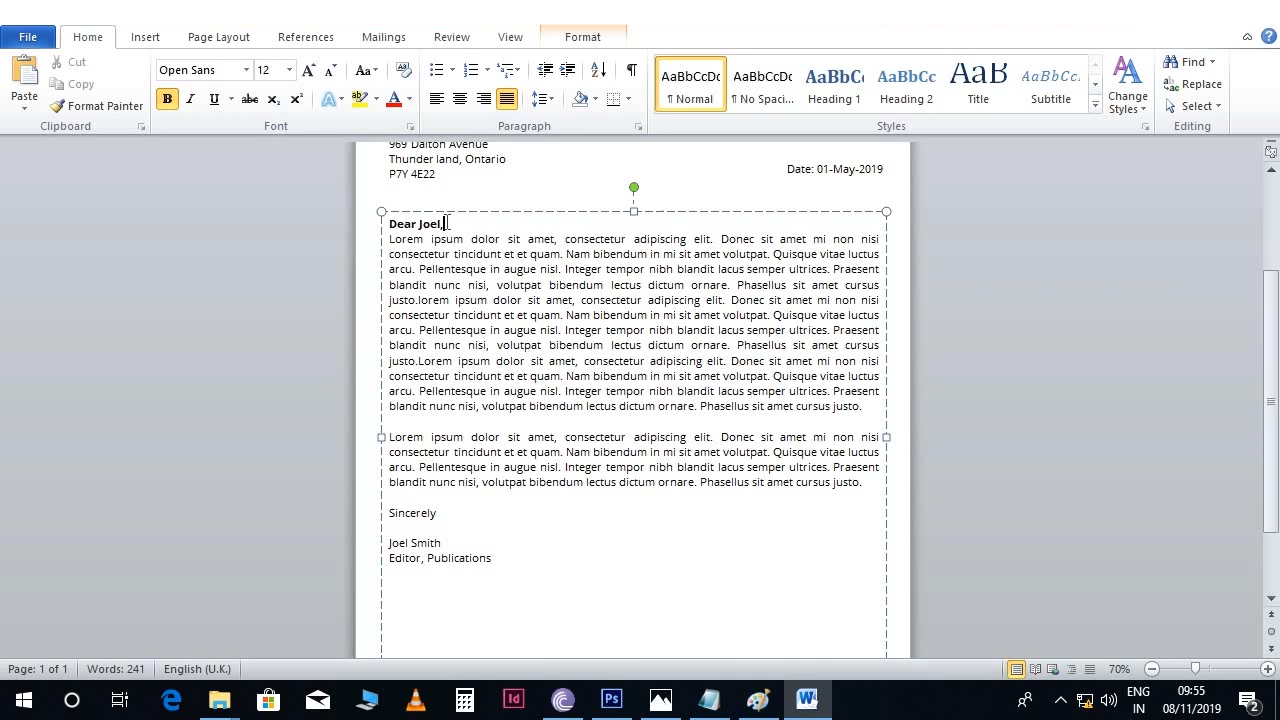 File Home Insert Page Layout References Mailings Review View Format
Paste Cut Copy Format Painter
Clipboard
Open Sans 12
B I U abc x₂ x² A A Aa
Font
Paragraph
AaBbCcDc ¶ Normal
AaBbCcDc ¶ No Spaci...
AaBbC Heading 1
AaBbCc Heading 2
AaB Title
AaBbCc. Subtitle
Change Styles
Styles
Find
Replace
Select
Editing
969 Dalton Avenue
Thunder land, Ontario
P7Y 4E22
Date: 01-May-2019
Dear Joel,
Lorem ipsum dolor sit amet, consectetur adipiscing elit. Donec sit amet mi non nisi
consectetur tincidunt et et quam. Nam bibendum in mi sit amet volutpat. Quisque vitae luctus
arcu. Pellentesque in augue nisl. Integer tempor nibh blandit lacus semper ultrices. Praesent
blandit nunc nisi, volutpat bibendum lectus dictum ornare. Phasellus sit amet cursus
justo.lorem ipsum dolor sit amet, consectetur adipiscing elit. Donec sit amet mi non nisi
consectetur tincidunt et et quam. Nam bibendum in mi sit amet volutpat. Quisque vitae luctus
arcu. Pellentesque in augue nisl. Integer tempor nibh blandit lacus semper ultrices. Praesent
blandit nunc nisi, volutpat bibendum lectus dictum ornare. Phasellus sit amet cursus
justo.Lorem ipsum dolor sit amet, consectetur adipiscing elit. Donec sit amet mi non nisi
consectetur tincidunt et et quam. Nam bibendum in mi sit amet volutpat. Quisque vitae luctus
arcu. Pellentesque in augue nisl. Integer tempor nibh blandit lacus semper ultrices. Praesent
blandit nunc nisi, volutpat bibendum lectus dictum ornare. Phasellus sit amet cursus justo.
Lorem ipsum dolor sit amet, consectetur adipiscing elit. Donec sit amet mi non nisi
consectetur tincidunt et et quam. Nam bibendum in mi sit amet volutpat. Quisque vitae luctus
arcu. Pellentesque in augue nisl. Integer tempor nibh blandit lacus semper ultrices. Praesent
blandit nunc nisi, volutpat bibendum lectus dictum ornare. Phasellus sit amet cursus justo.
Sincerely
Joel Smith
Editor, Publications
Page: 1 of 1 Words: 241 English (U.K.) 70%
Id Ps W
ENG 09:55
IN 08/11/2019 2